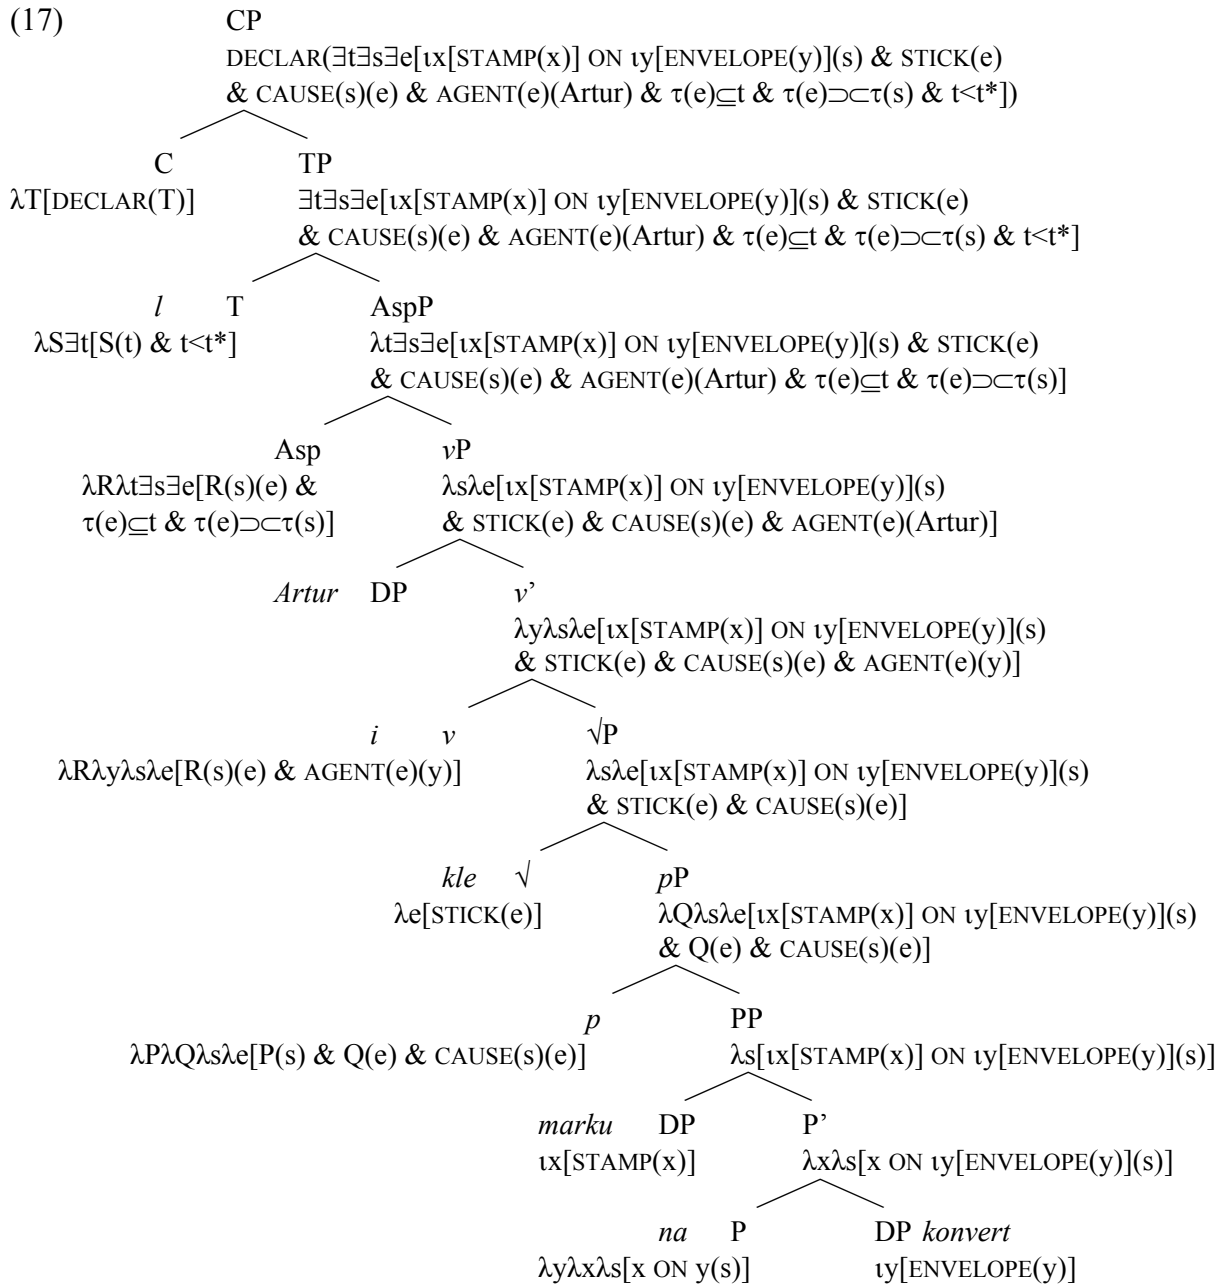 (17) CP
DECLAR(∃t∃s∃e[ιx[STAMP(x)] ON ιy[ENVELOPE(y)](s) & STICK(e)
& CAUSE(s)(e) & AGENT(e)(Artur) & τ(e)⊆t & τ(e)⊃⊂τ(s) & t<t*])
C TP
λT[DECLAR(T)] ∃t∃s∃e[ιx[STAMP(x)] ON ιy[ENVELOPE(y)](s) & STICK(e)
& CAUSE(s)(e) & AGENT(e)(Artur) & τ(e)⊆t & τ(e)⊃⊂τ(s) & t<t*]
l T AspP
λS∃t[S(t) & t<t*] λt∃s∃e[ιx[STAMP(x)] ON ιy[ENVELOPE(y)](s) & STICK(e)
& CAUSE(s)(e) & AGENT(e)(Artur) & τ(e)⊆t & τ(e)⊃⊂τ(s)]
Asp vP
λRλt∃s∃e[R(s)(e) & λsλe[ιx[STAMP(x)] ON ιy[ENVELOPE(y)](s)
τ(e)⊆t & τ(e)⊃⊂τ(s)] & STICK(e) & CAUSE(s)(e) & AGENT(e)(Artur)]
Artur DP v’
λyλsλe[ιx[STAMP(x)] ON ιy[ENVELOPE(y)](s)
& STICK(e) & CAUSE(s)(e) & AGENT(e)(y)]
i v √P
λRλyλsλe[R(s)(e) & AGENT(e)(y)] λsλe[ιx[STAMP(x)] ON ιy[ENVELOPE(y)](s)
& STICK(e) & CAUSE(s)(e)]
kle √ pP
λe[STICK(e)] λQλsλe[ιx[STAMP(x)] ON ιy[ENVELOPE(y)](s)
& Q(e) & CAUSE(s)(e)]
p PP
λPλQλsλe[P(s) & Q(e) & CAUSE(s)(e)] λs[ιx[STAMP(x)] ON ιy[ENVELOPE(y)](s)]
marku DP P’
ιx[STAMP(x)] λxλs[x ON ιy[ENVELOPE(y)](s)]
na P DP konvert
λyλxλs[x ON y(s)] ιy[ENVELOPE(y)]